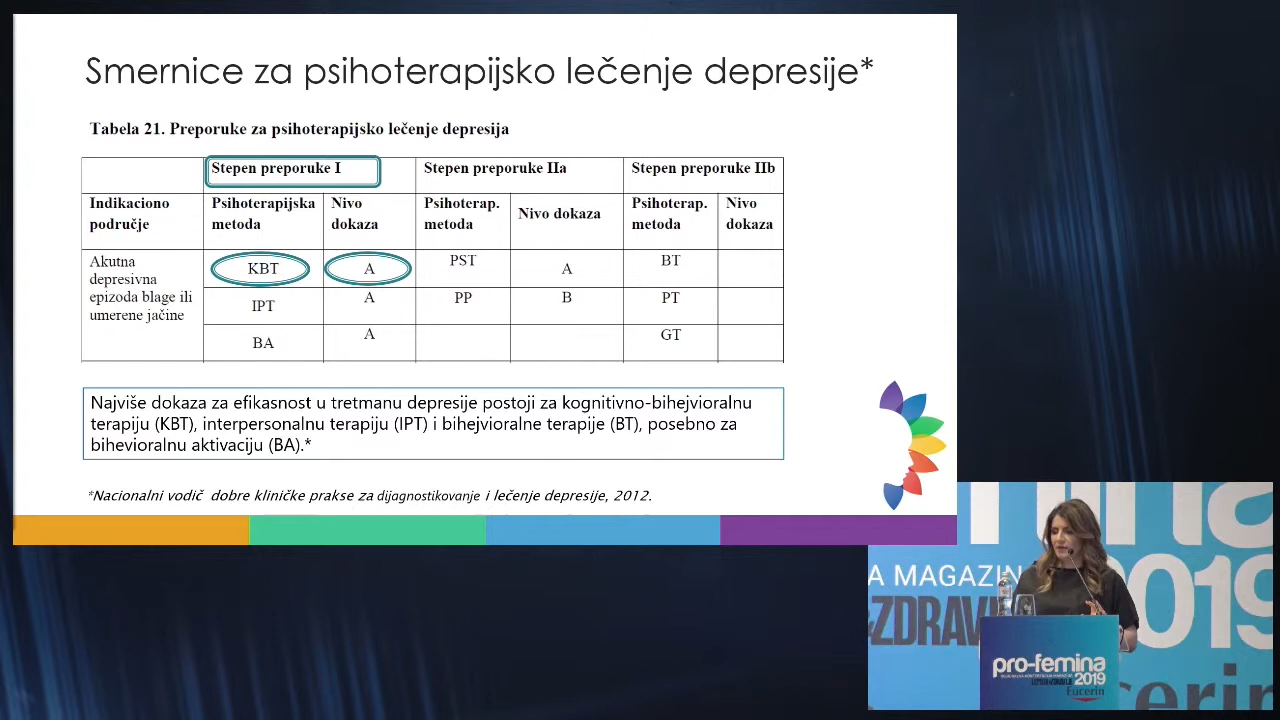 Smernice za psihoterapijsko lečenje depresije*
Tabela 21. Preporuke za psihoterapijsko lečenje depresija
Stepen preporuke I Stepen preporuke IIa Stepen preporuke IIb
Indikaciono područje Psihoterapijska metoda Nivo dokaza Psihoterap. metoda Nivo dokaza Psihoterap. metoda Nivo dokaza
Akutna
depresivna
epizoda blage ili
umerene jačine
KBT A PST A BT
IPT A PP B PT
BA A GT
Najviše dokaza za efikasnost u tretmanu depresije postoji za kognitivno-bihejvioralnu
terapiju (KBT), interpersonalnu terapiju (IPT) i bihejvioralne terapije (BT), posebno za
bihevioralnu aktivaciju (BA).*
*Nacionalni vodič dobre kliničke prakse za dijagnostikovanje i lečenje depresije, 2012.
A MAGAZIN
2019
pro-femina
2019
Eucerin